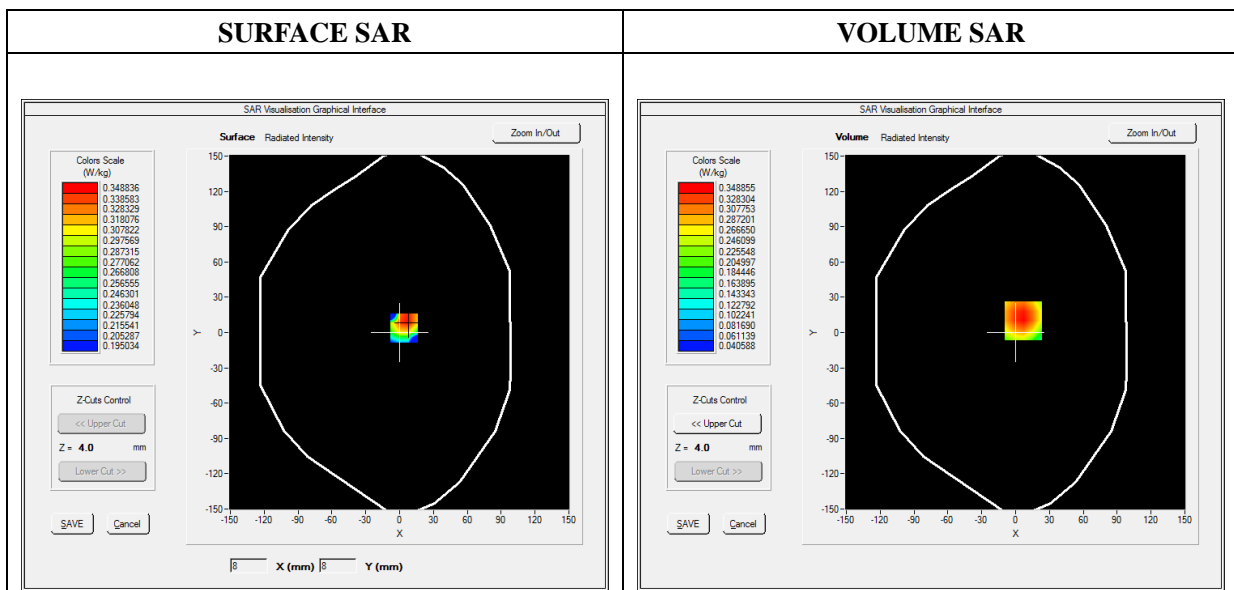 SURFACE SAR
VOLUME SAR
SAR Visualisation Graphical Interface
Surface Radiated Intensity
Zoom In/Out
Colors Scale
(W/kg)
0.348836
0.338583
0.328329
0.318076
0.307822
0.297569
0.287315
0.277062
0.266808
0.256555
0.246301
0.236048
0.225794
0.215541
0.205287
0.195034
Z-Cuts Control
<< Upper Cut
Z = 4.0 mm
Lower Cut >>
SAVE Cancel
150
120
90
60
30
0
-30
-60
-90
-120
-150
Y
-150 -120 -90 -60 -30 0 30 60 90 120 150
X
8 X (mm) 8 Y (mm)
SAR Visualisation Graphical Interface
Volume Radiated Intensity
Zoom In/Out
Colors Scale
(W/kg)
0.348855
0.328304
0.307753
0.287201
0.266650
0.246099
0.225548
0.204997
0.184446
0.163895
0.143343
0.122792
0.102241
0.081690
0.061139
0.040588
Z-Cuts Control
<< Upper Cut
Z = 4.0 mm
Lower Cut >>
SAVE Cancel
150
120
90
60
30
0
-30
-60
-90
-120
-150
Y
-150 -120 -90 -60 -30 0 30 60 90 120 150
X